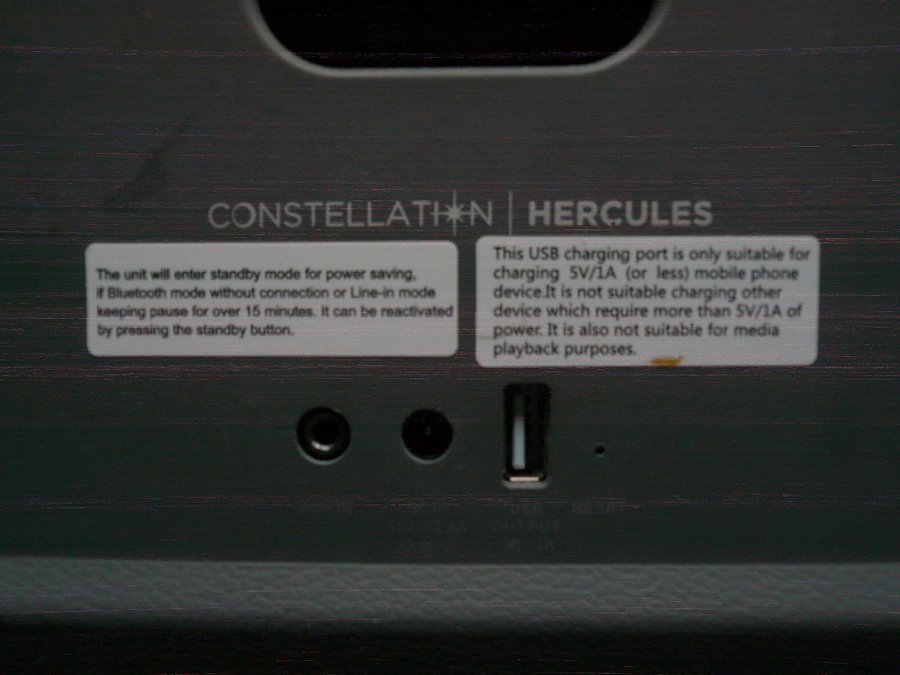 CONSTELLATION | HERCULES
The unit will enter standby mode for power saving,
if Bluetooth mode without connection or Line-in mode
keeping pause for over 15 minutes. It can be reactivated
by pressing the standby button.
This USB charging port is only suitable for
charging 5V/1A (or less) mobile phone
device.It is not suitable charging other
device which require more than 5V/1A of
power. It is also not suitable for media
playback purposes.
RESET